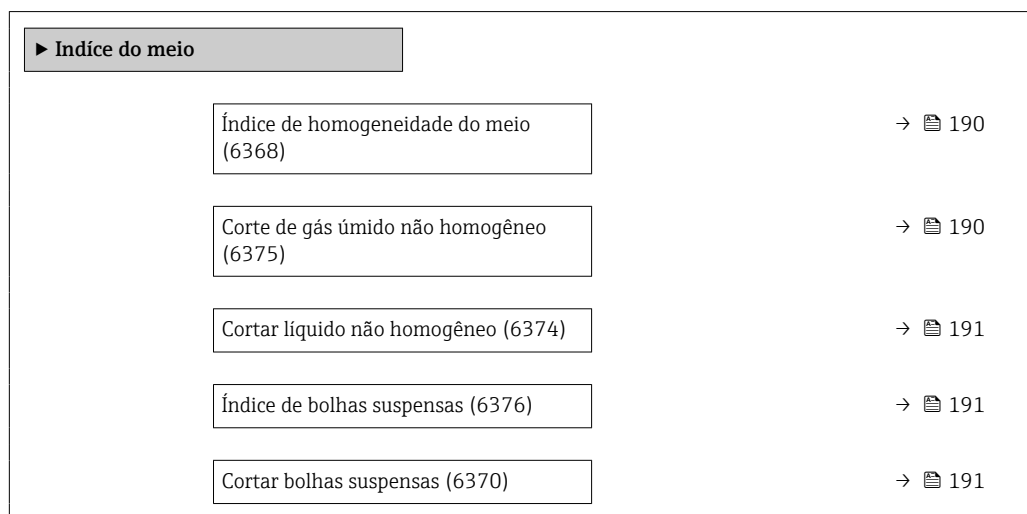 ▶ Indíce do meio
Índice de homogeneidade do meio → 190
(6368)
Corte de gás úmido não homogêneo → 190
(6375)
Cortar líquido não homogêneo (6374) → 191
Índice de bolhas suspensas (6376) → 191
Cortar bolhas suspensas (6370) → 191